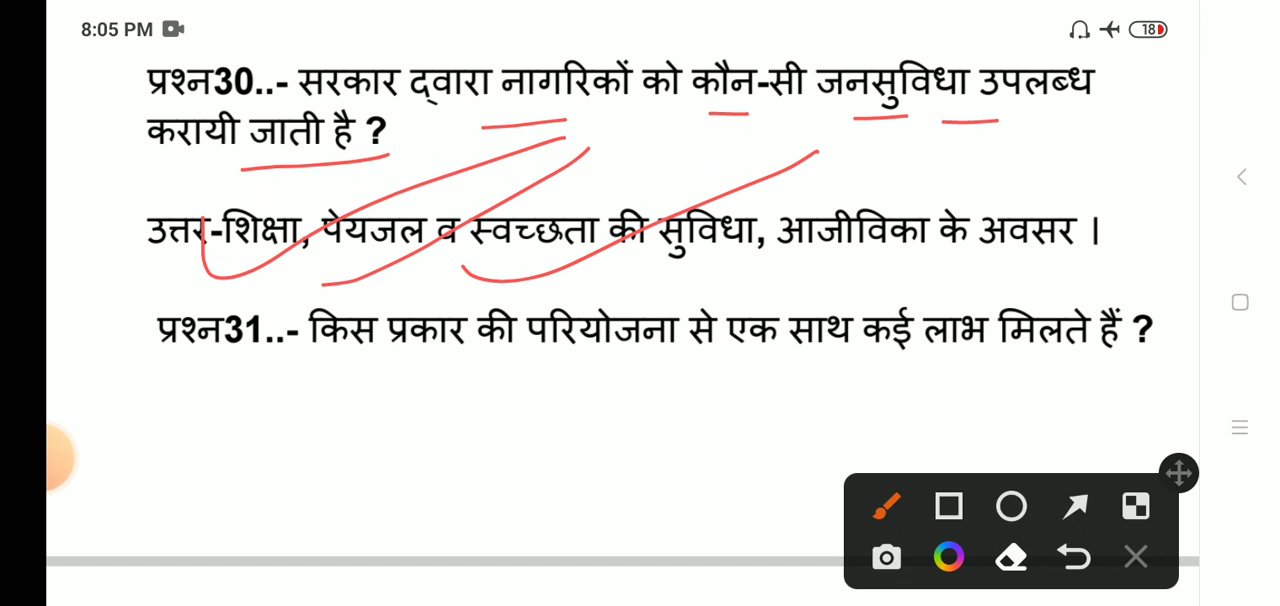 8:05 PM
18
प्रश्न30..- सरकार द्वारा नागरिकों को कौन-सी जनसुविधा उपलब्ध
करायी जाती है ?
उत्तर-शिक्षा, पेयजल व स्वच्छता की सुविधा, आजीविका के अवसर ।
प्रश्न31..- किस प्रकार की परियोजना से एक साथ कई लाभ मिलते हैं ?